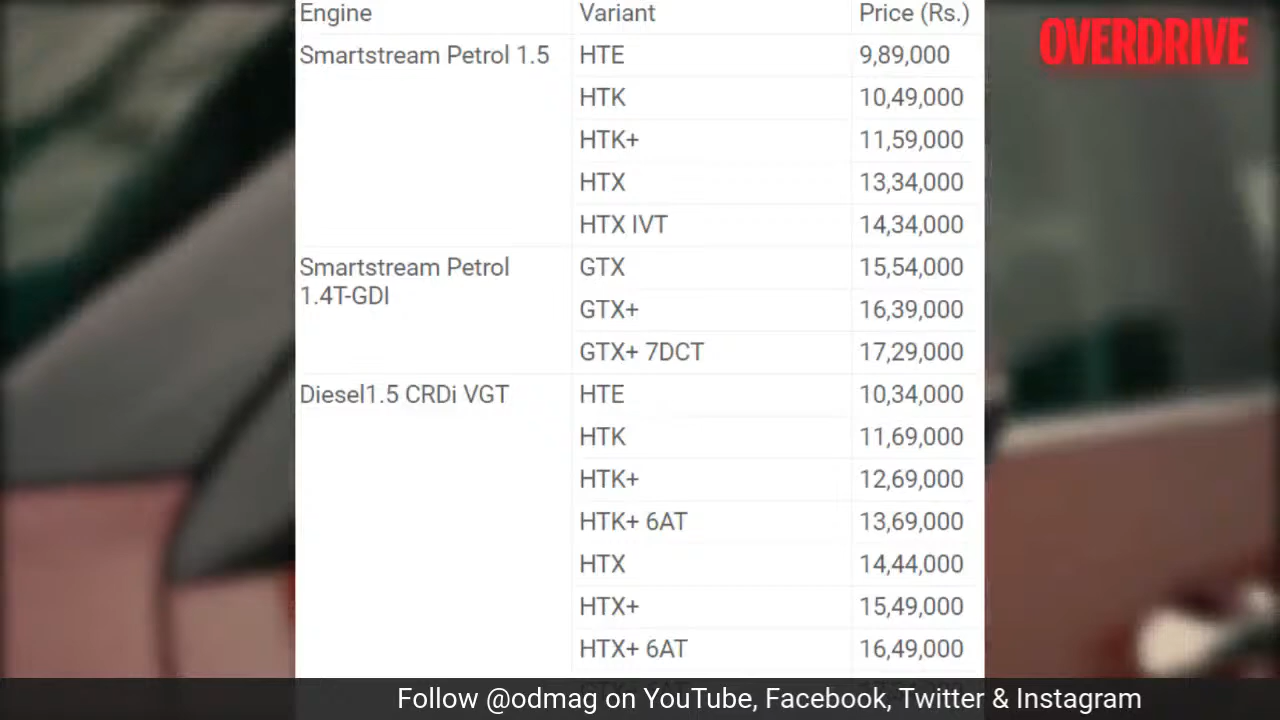 Engine Variant Price (Rs.)
OVERDRIVE
Smartstream Petrol 1.5 HTE 9,89,000
HTK 10,49,000
HTK+ 11,59,000
HTX 13,34,000
HTX IVT 14,34,000
Smartstream Petrol GTX 15,54,000
1.4T-GDI
GTX+ 16,39,000
GTX+ 7DCT 17,29,000
Diesel1.5 CRDi VGT HTE 10,34,000
HTK 11,69,000
HTK+ 12,69,000
HTK+ 6AT 13,69,000
HTX 14,44,000
HTX+ 15,49,000
HTX+ 6AT 16,49,000
Follow @odmag on YouTube, Facebook, Twitter & Instagram